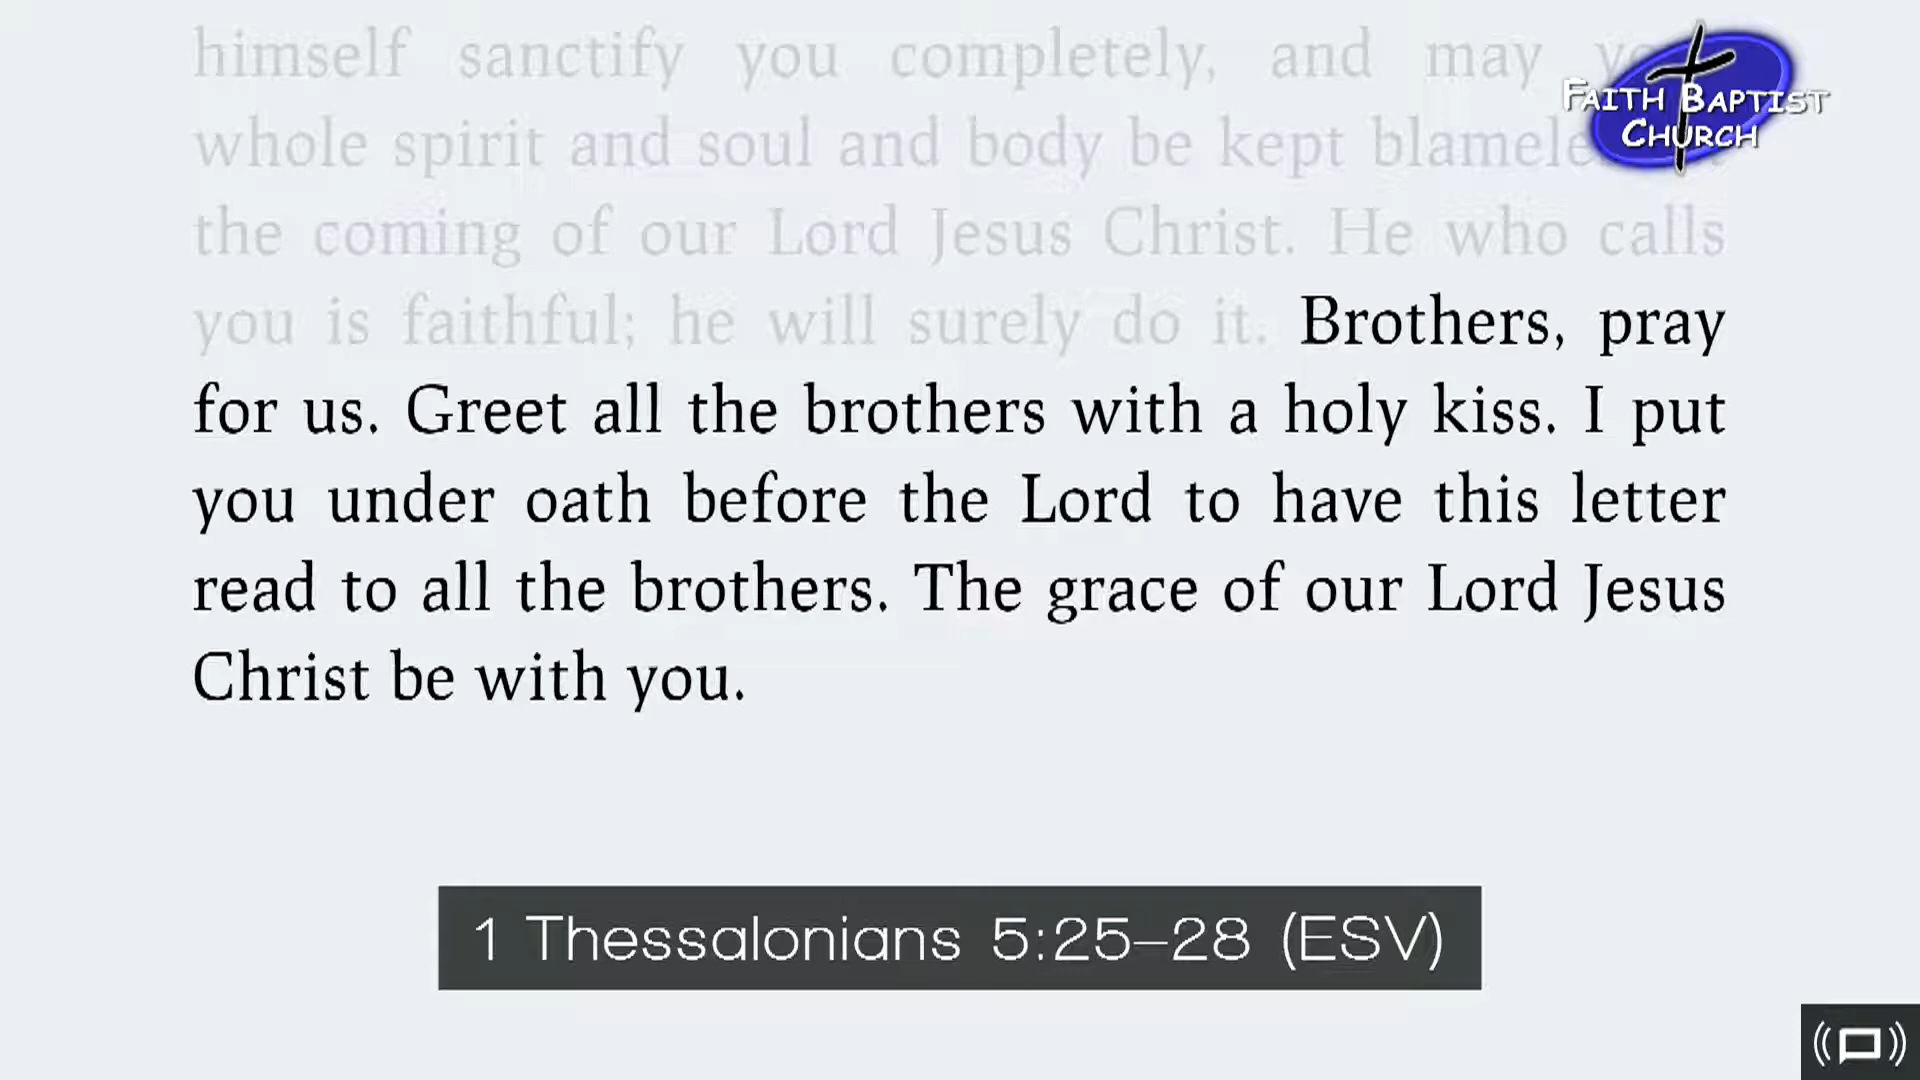 himself sanctify you completely, and may
whole spirit and soul and body be kept
the coming of our Lord Jesus Christ. He who calls
you is faithful; he will surely do it. Brothers, pray
for us. Greet all the brothers with a holy kiss. I put
you under oath before the Lord to have this letter
read to all the brothers. The grace of our Lord Jesus
Christ be with you.
FAITH BAPTIST
CHURCH
1 Thessalonians 5:25–28 (ESV)